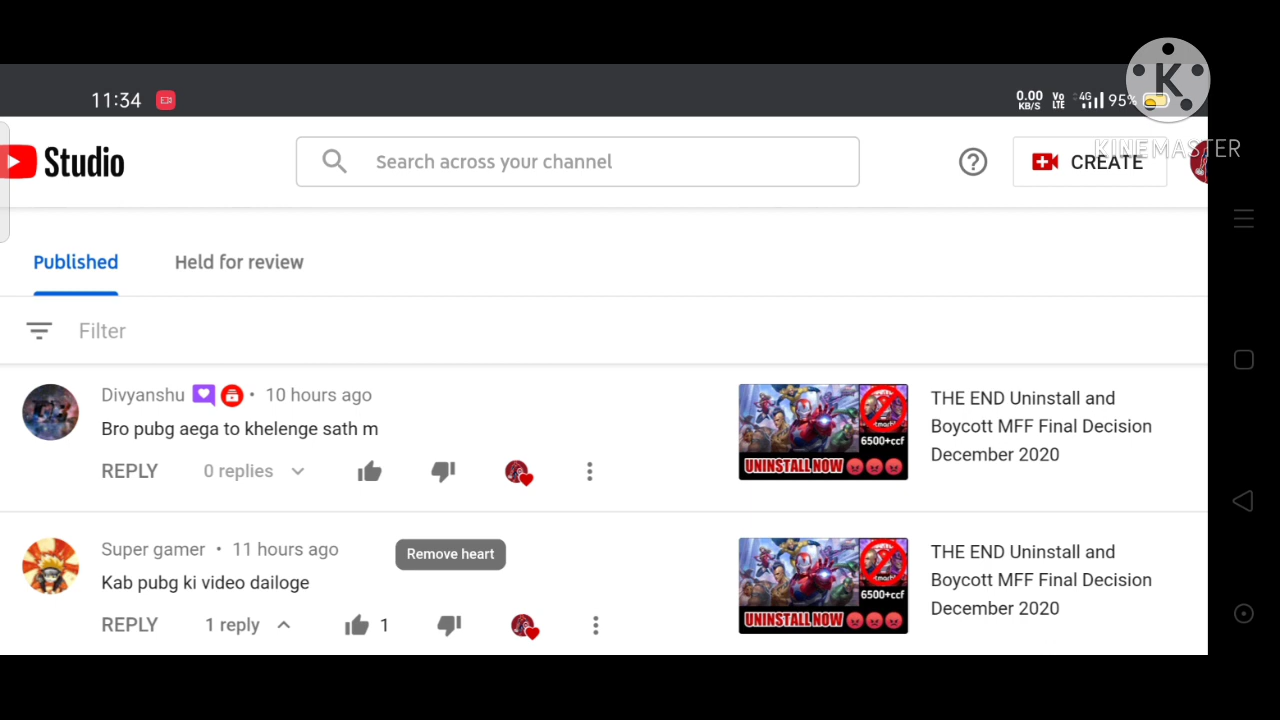 11:34
0.00 KB/S Vo LTE 4G 95%
K
KINEMASTER
Studio
Search across your channel
CREATE
Published
Held for review
Filter
Divyanshu • 10 hours ago
Bro pubg aega to khelenge sath m
REPLY
0 replies
6500+ccf
UNINSTALL NOW
THE END Uninstall and
Boycott MFF Final Decision
December 2020
Super gamer • 11 hours ago
Remove heart
Kab pubg ki video dailoge
REPLY
1 reply
1
6500+ccf
UNINSTALL NOW
THE END Uninstall and
Boycott MFF Final Decision
December 2020